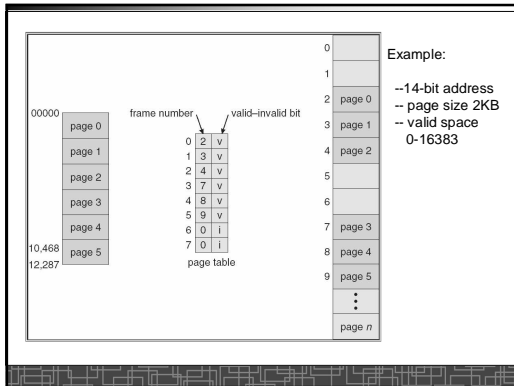 00000
page 0
page 1
page 2
page 3
page 4
10,468
page 5
12,287
frame number
valid–invalid bit
0 2 v
1 3 v
2 4 v
3 7 v
4 8 v
5 9 v
6 0 i
7 0 i
page table
0
1
2 page 0
3 page 1
4 page 2
5
6
7 page 3
8 page 4
9 page 5
page n
Example:
--14-bit address
-- page size 2KB
-- valid space
0-16383